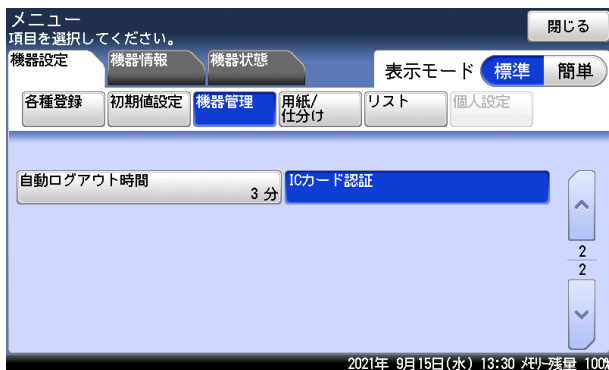 メニュー
項目を選択してください。
閉じる
機器設定
機器情報
機器状態
表示モード
標準
簡単
各種登録
初期値設定
機器管理
用紙/
仕分け
リスト
個人設定
自動ログアウト時間
3 分
ICカード認証
2
2
2021年 9月15日(水) 13:30 メモリー残量 100%